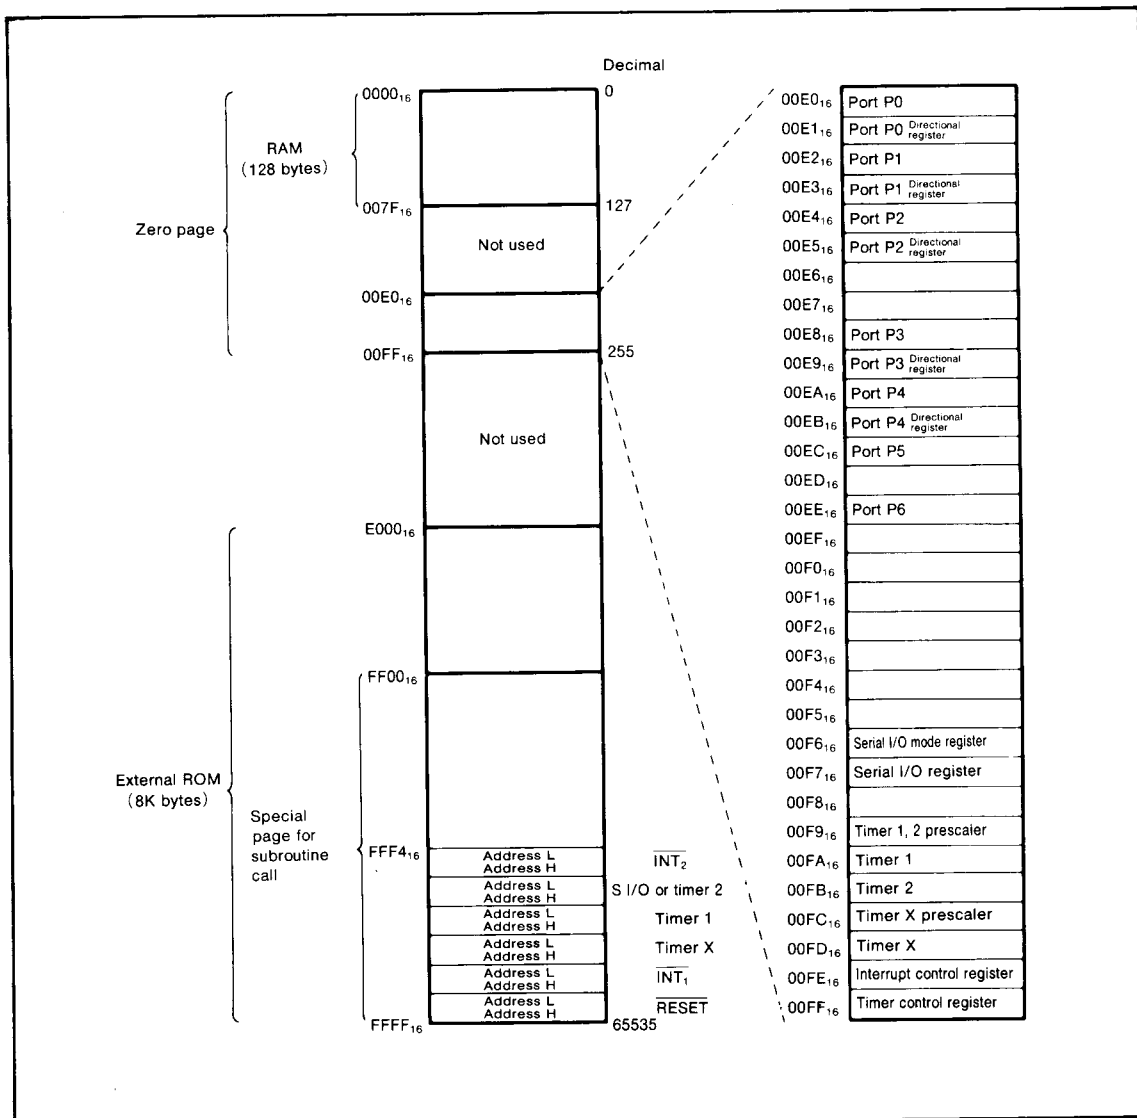 Decimal
0000₁₆
0
RAM
(128 bytes)
007F₁₆
127
Zero page
Not used
00E0₁₆
00FF₁₆
255
Not used
E000₁₆
FF00₁₆
External ROM
(8K bytes)
Special
page for
subroutine
call
FFF4₁₆
Address L
Address H
INT₂
Address L
Address H
S I/O or timer 2
Address L
Address H
Timer 1
Address L
Address H
Timer X
Address L
Address H
INT₁
Address L
Address H
RESET
FFFF₁₆
65535
00E0₁₆ Port P0
00E1₁₆ Port P0 Directional register
00E2₁₆ Port P1
00E3₁₆ Port P1 Directional register
00E4₁₆ Port P2
00E5₁₆ Port P2 Directional register
00E6₁₆
00E7₁₆
00E8₁₆ Port P3
00E9₁₆ Port P3 Directional register
00EA₁₆ Port P4
00EB₁₆ Port P4 Directional register
00EC₁₆ Port P5
00ED₁₆
00EE₁₆ Port P6
00EF₁₆
00F0₁₆
00F1₁₆
00F2₁₆
00F3₁₆
00F4₁₆
00F5₁₆
00F6₁₆ Serial I/O mode register
00F7₁₆ Serial I/O register
00F8₁₆
00F9₁₆ Timer 1, 2 prescaler
00FA₁₆ Timer 1
00FB₁₆ Timer 2
00FC₁₆ Timer X prescaler
00FD₁₆ Timer X
00FE₁₆ Interrupt control register
00FF₁₆ Timer control register